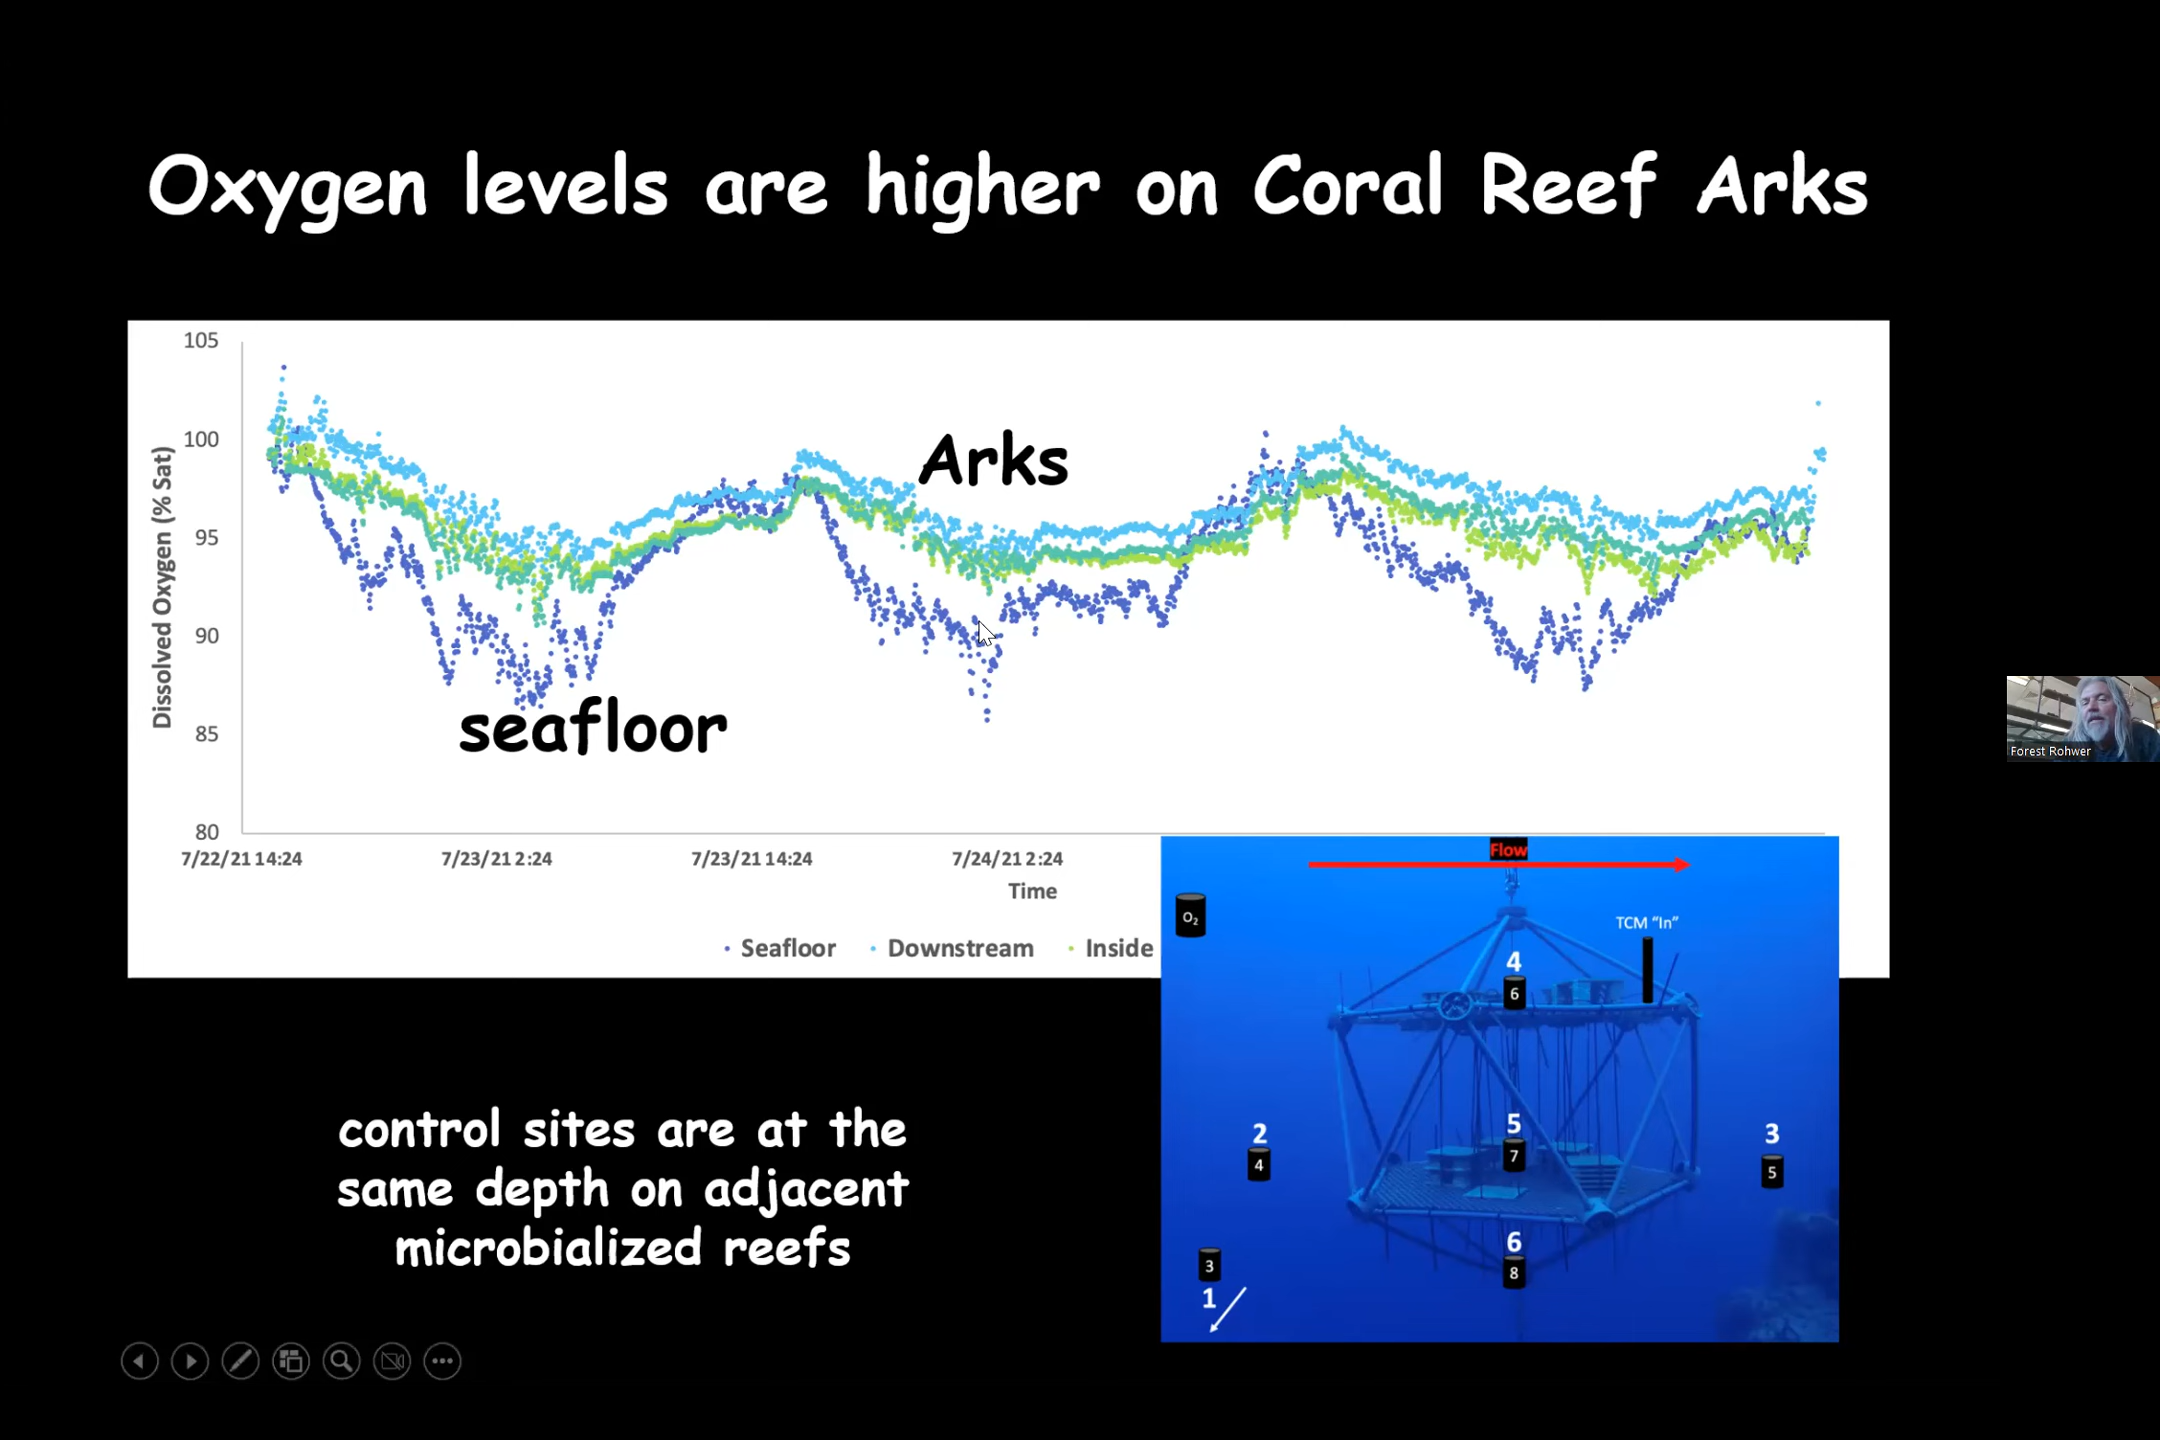 Oxygen levels are higher on Coral Reef Arks
105
100
95
90
85
80
Dissolved Oxygen (% Sat)
Arks
seafloor
7/22/21 14:24
7/23/21 2:24
7/23/21 14:24
7/24/21 2:24
Time
Seafloor
Downstream
Inside
Flow
O₂
TCM “In”
4
6
5
7
2
4
3
5
6
8
3
1
control sites are at the
same depth on adjacent
microbialized reefs
Forest Rohwer